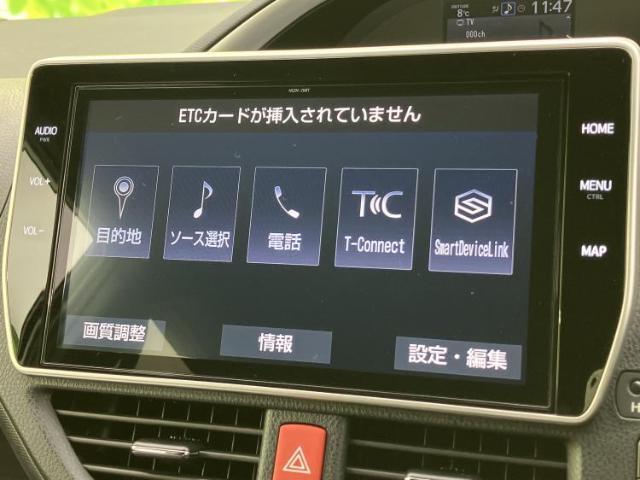 8℃
11:47
TV
000ch
ETCカードが挿入されていません
AUDIO
PWR
VOL+
VOL−
目的地
ソース選択
電話
T-Connect
SmartDeviceLink
画質調整
情報
設定・編集
HOME
MENU
CTRL
MAP
H